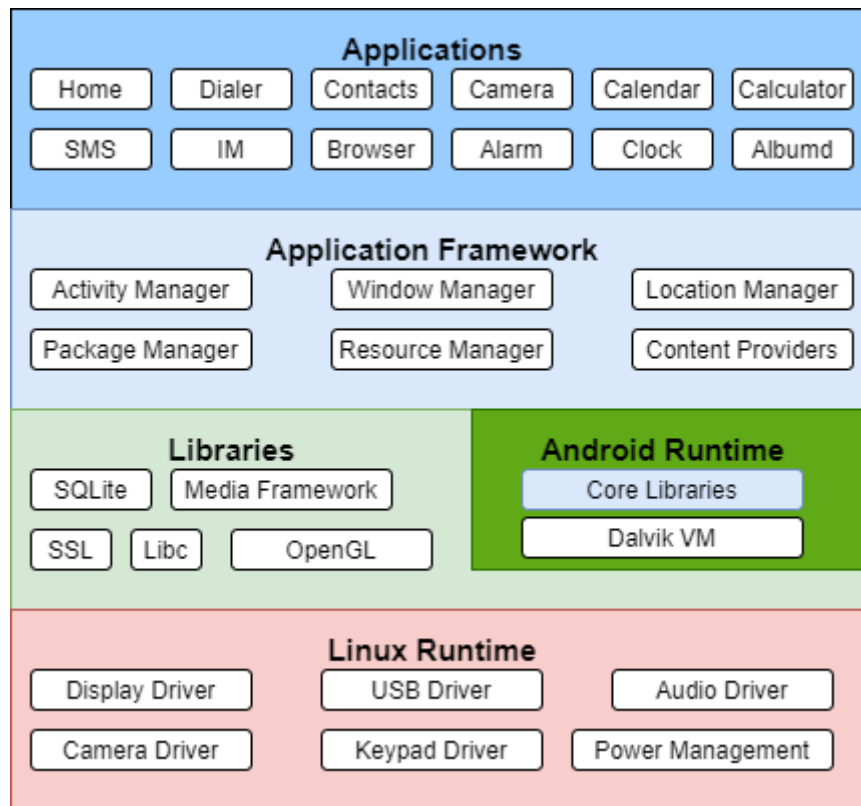 Applications
Home Dialer Contacts Camera Calendar Calculator
SMS IM Browser Alarm Clock Albumd
Application Framework
Activity Manager Window Manager Location Manager
Package Manager Resource Manager Content Providers
Libraries
SQLite Media Framework
SSL Libc OpenGL
Android Runtime
Core Libraries
Dalvik VM
Linux Runtime
Display Driver USB Driver Audio Driver
Camera Driver Keypad Driver Power Management